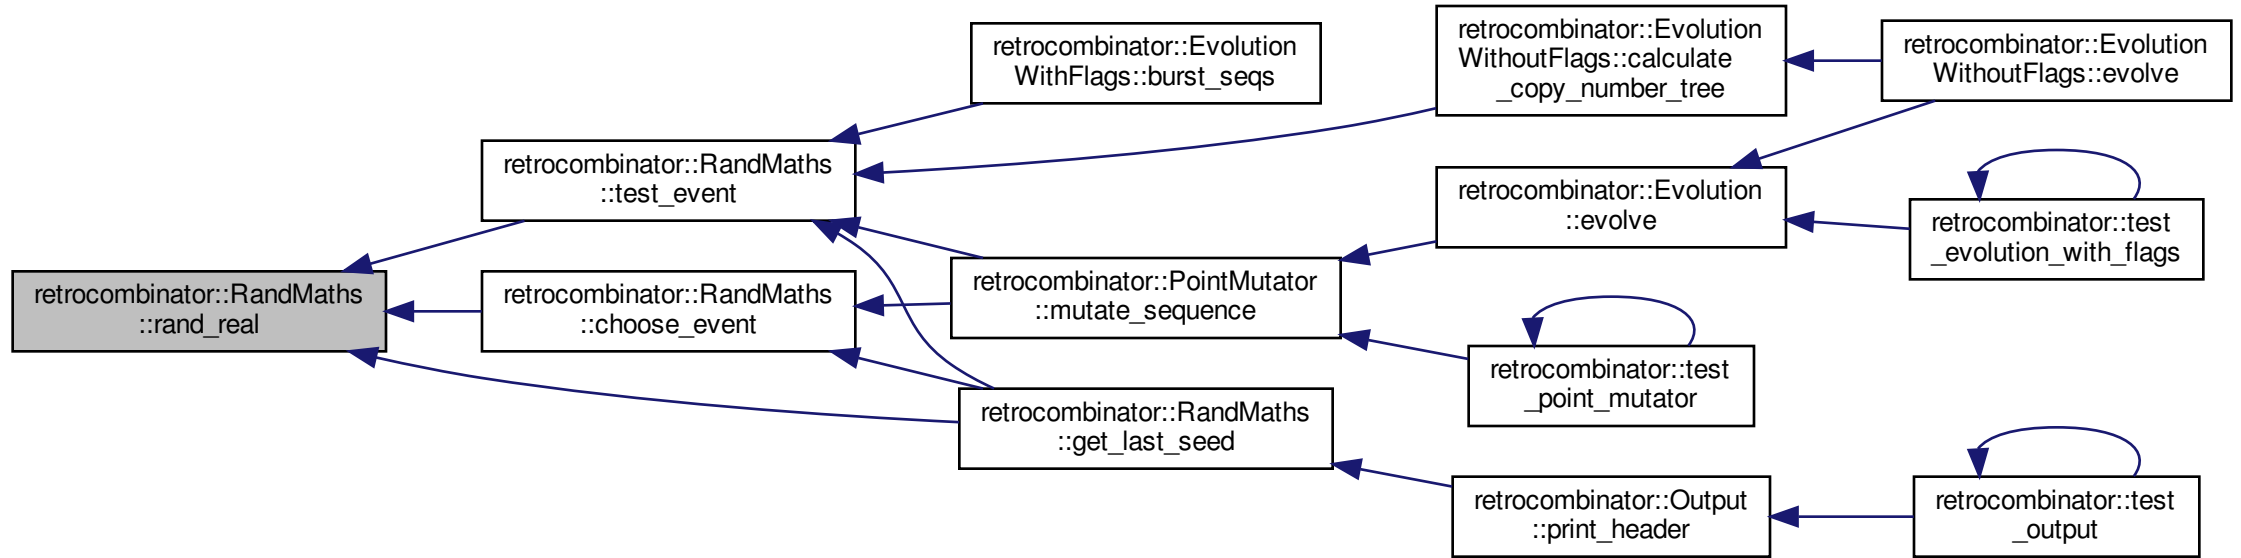 retrocombinator::RandMaths
::rand_real
retrocombinator::RandMaths
::test_event
retrocombinator::RandMaths
::choose_event
retrocombinator::Evolution
WithFlags::burst_seqs
retrocombinator::PointMutator
::mutate_sequence
retrocombinator::RandMaths
::get_last_seed
retrocombinator::Evolution
WithoutFlags::calculate
_copy_number_tree
retrocombinator::Evolution
::evolve
retrocombinator::test
_point_mutator
retrocombinator::Output
::print_header
retrocombinator::Evolution
WithoutFlags::evolve
retrocombinator::test
_evolution_with_flags
retrocombinator::test
_output